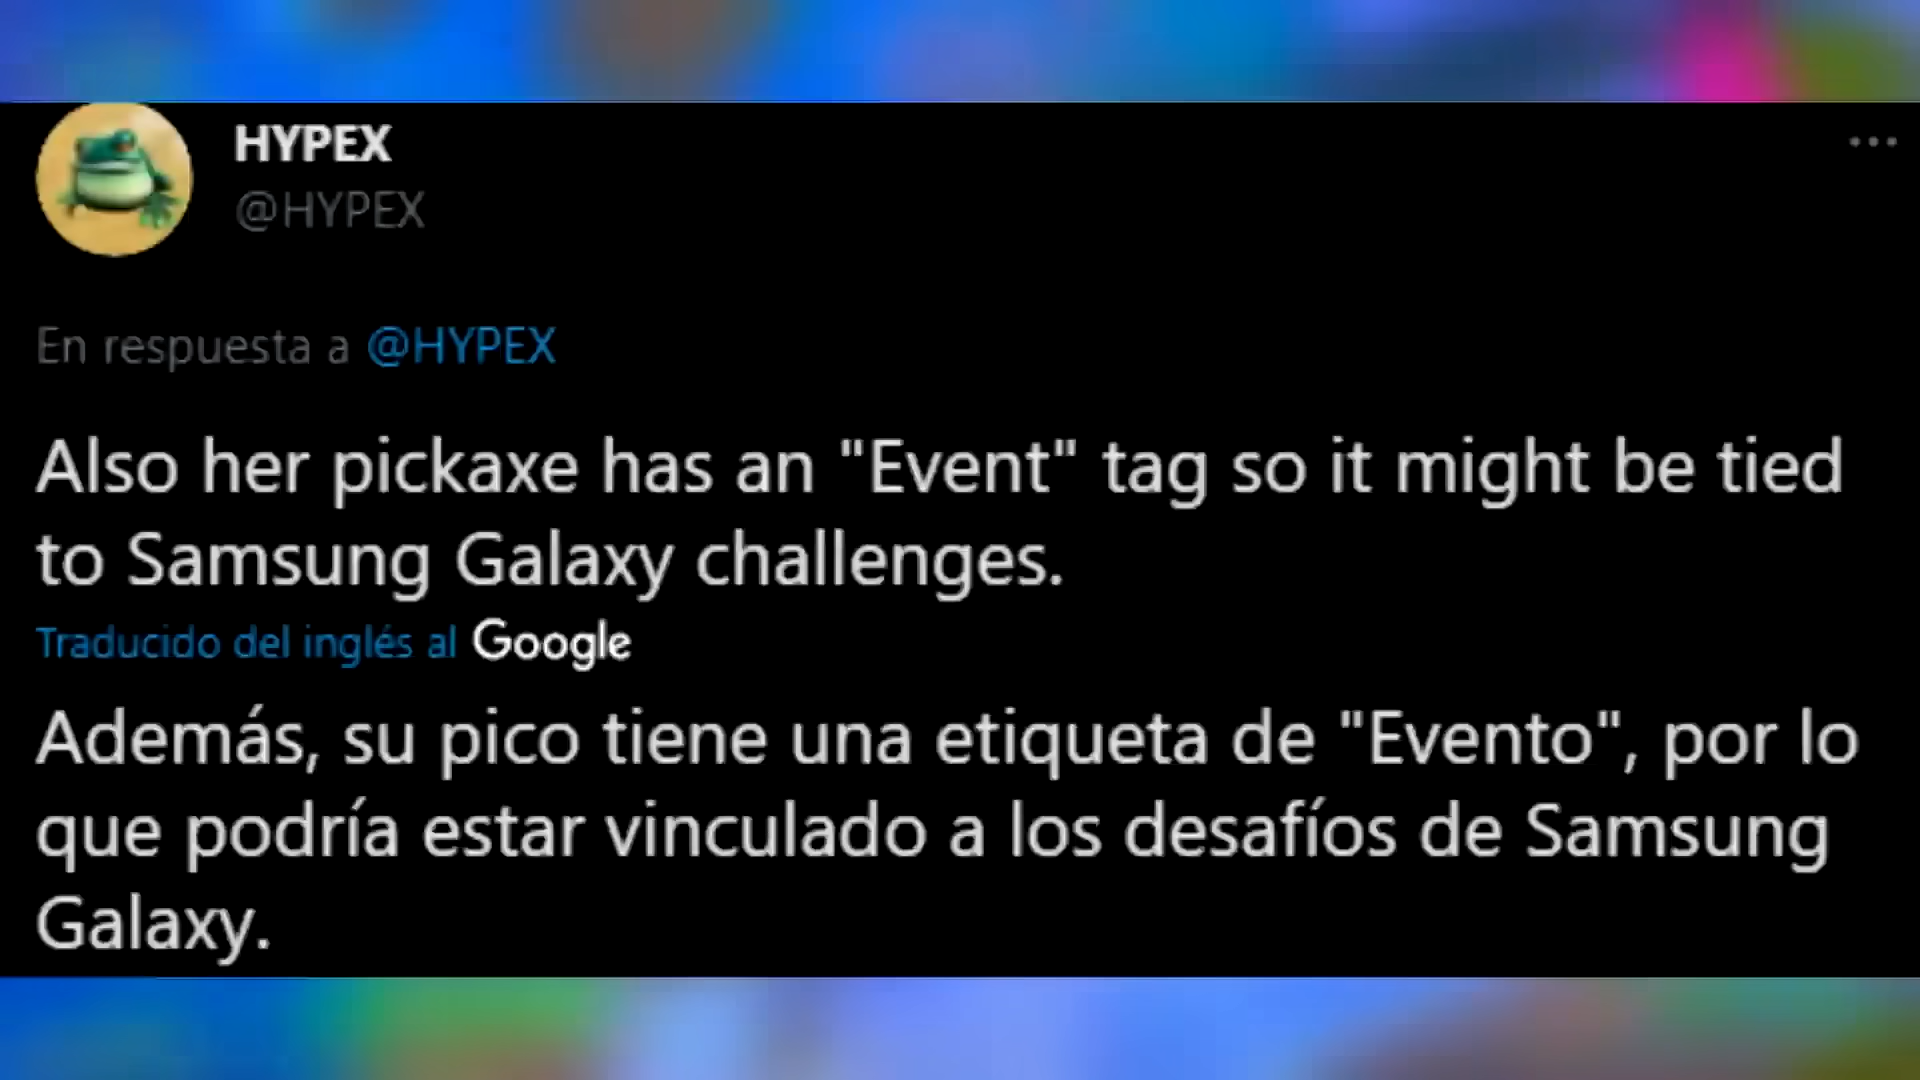 HYPEX
@HYPEX
En respuesta a @HYPEX
Also her pickaxe has an "Event" tag so it might be tied
to Samsung Galaxy challenges.
Traducido del inglés al Google
Además, su pico tiene una etiqueta de "Evento", por lo
que podría estar vinculado a los desafíos de Samsung
Galaxy.